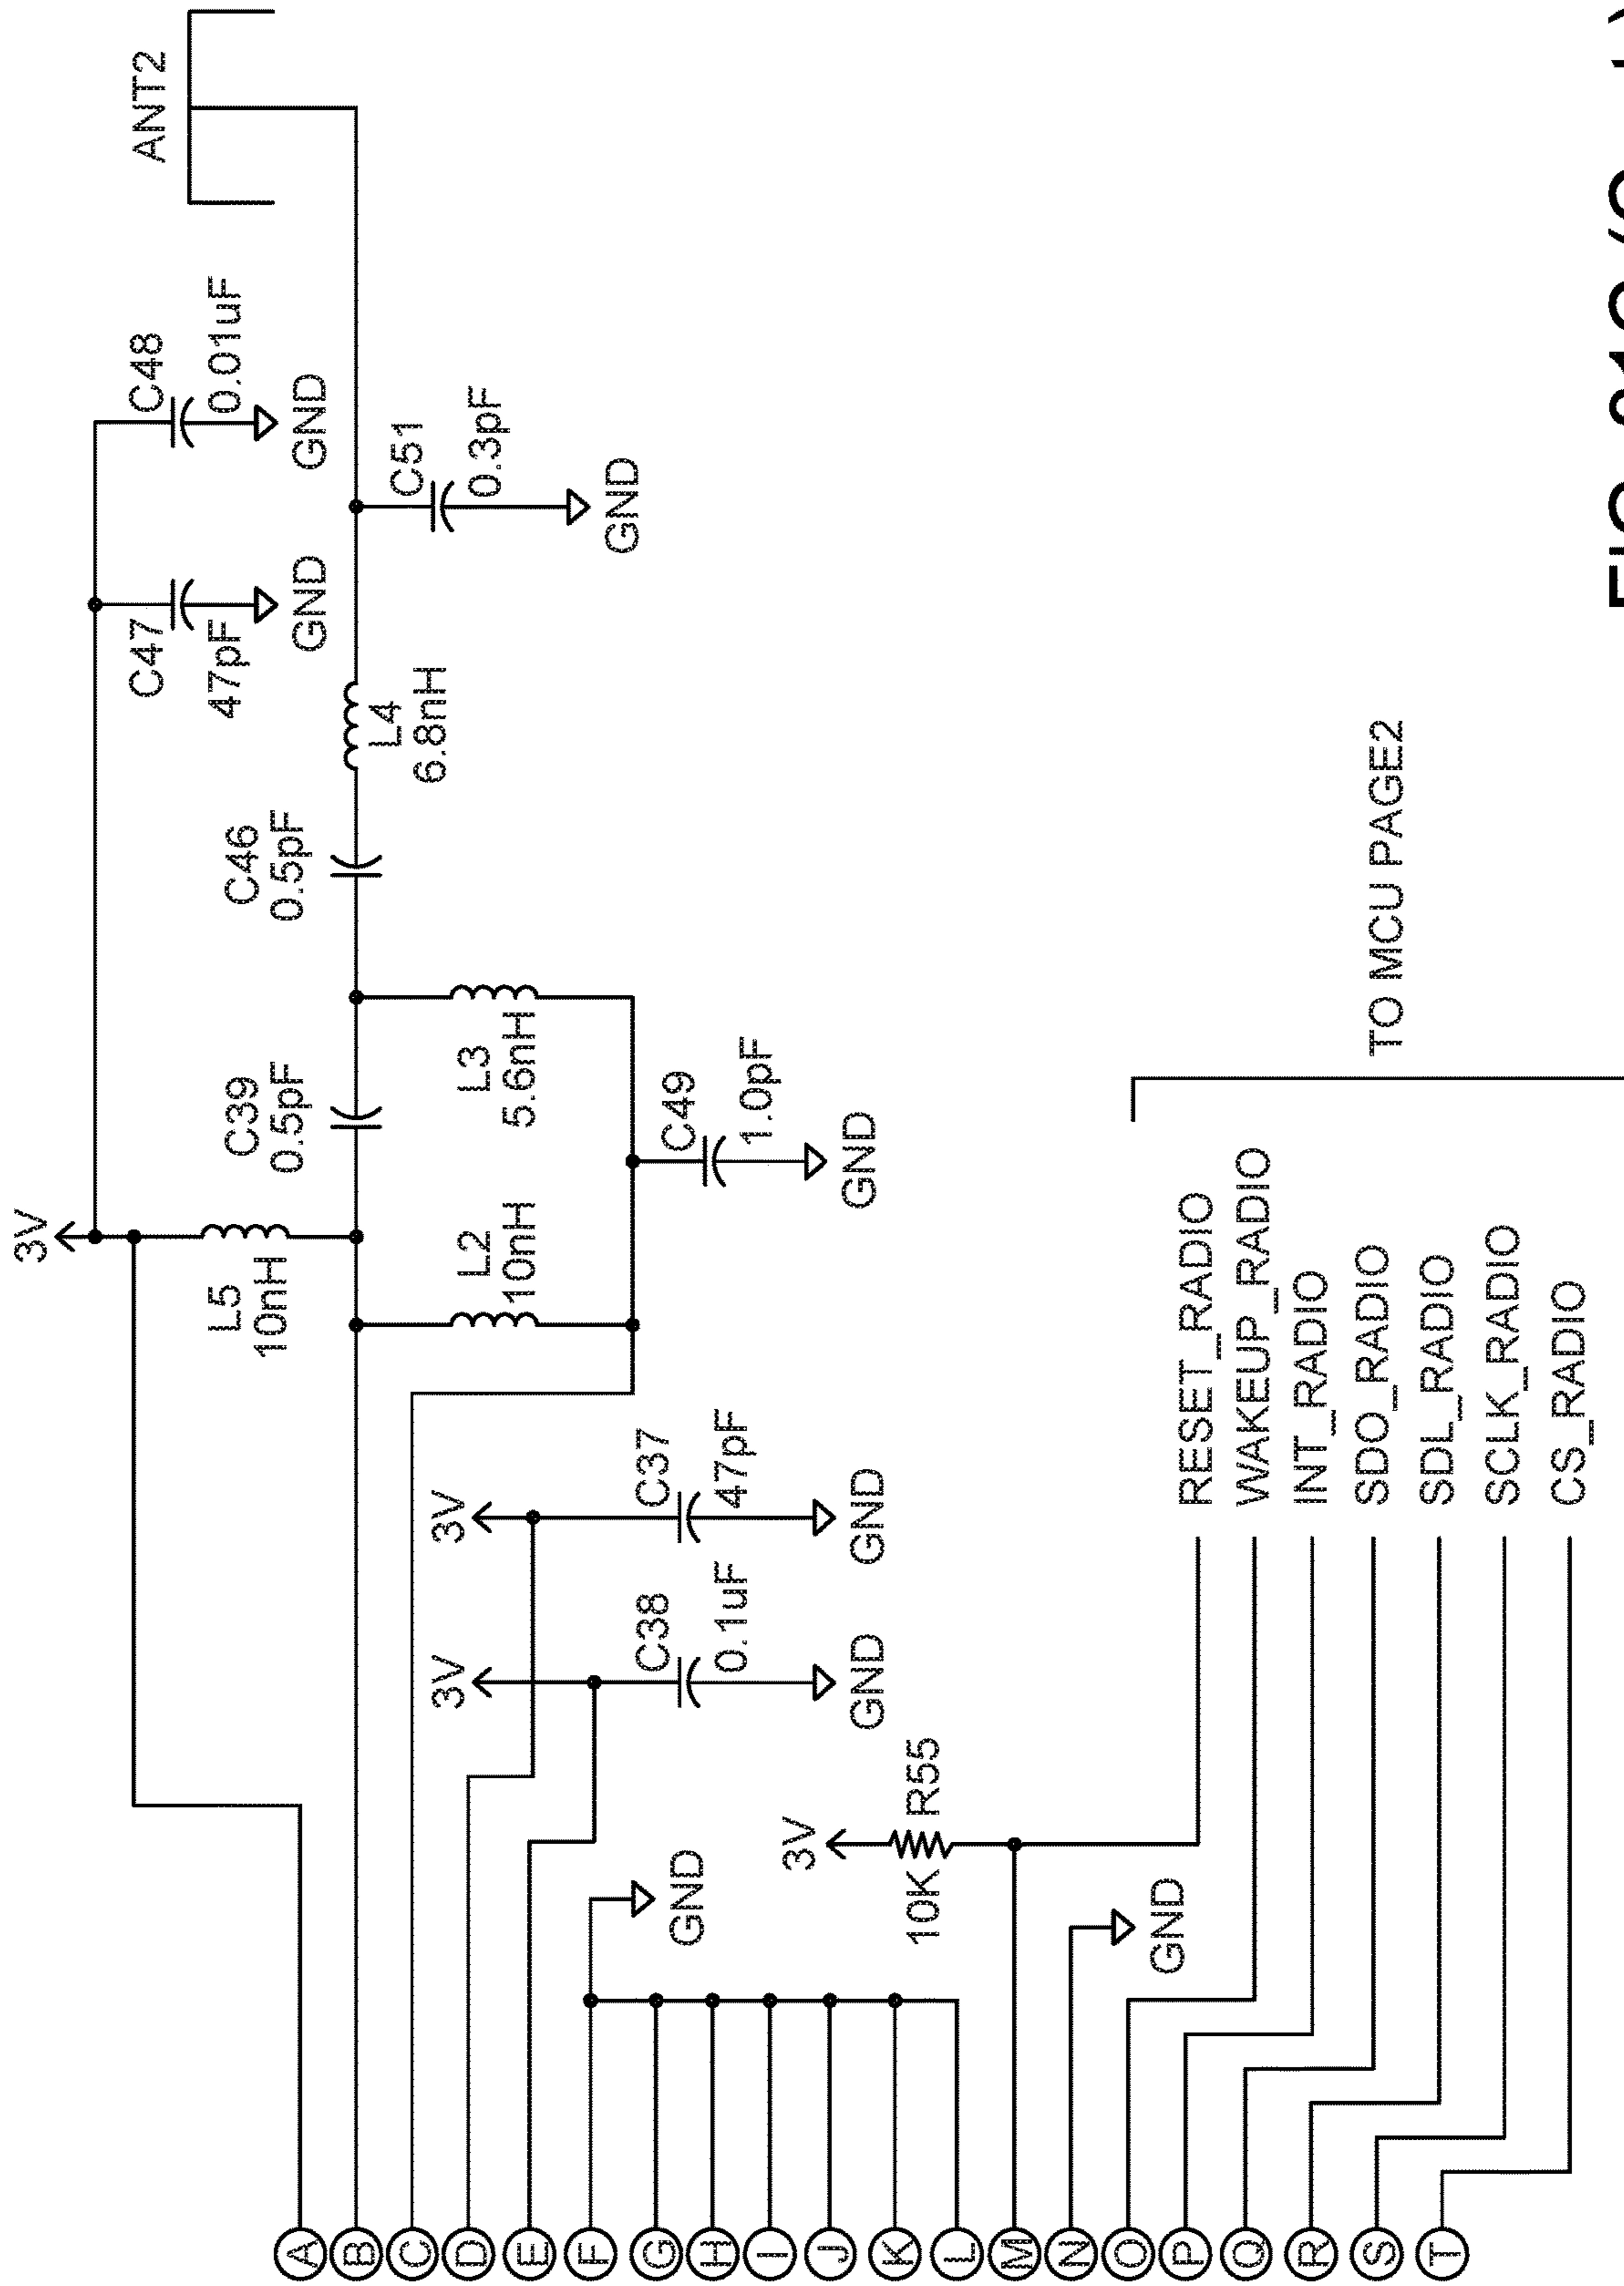 3V
L5
10nH
C39
0.5pF
C46
0.5pF
C47
47pF
GND
C48
0.01uF
GND
ANT2
L4
6.8nH
C51
0.3pF
GND
L2
10nH
L3
5.6nH
C49
1.0pF
GND
3V
C38
0.1uF
GND
3V
C37
47pF
GND
GND
3V
10K
R55
GND
A
B
C
D
E
F
G
H
I
J
K
L
M
N
O
P
Q
R
S
T
RESET_RADIO
WAKEUP_RADIO
INT_RADIO
SDO_RADIO
SDL_RADIO
SCLK_RADIO
CS_RADIO
TO MCU PAGE2